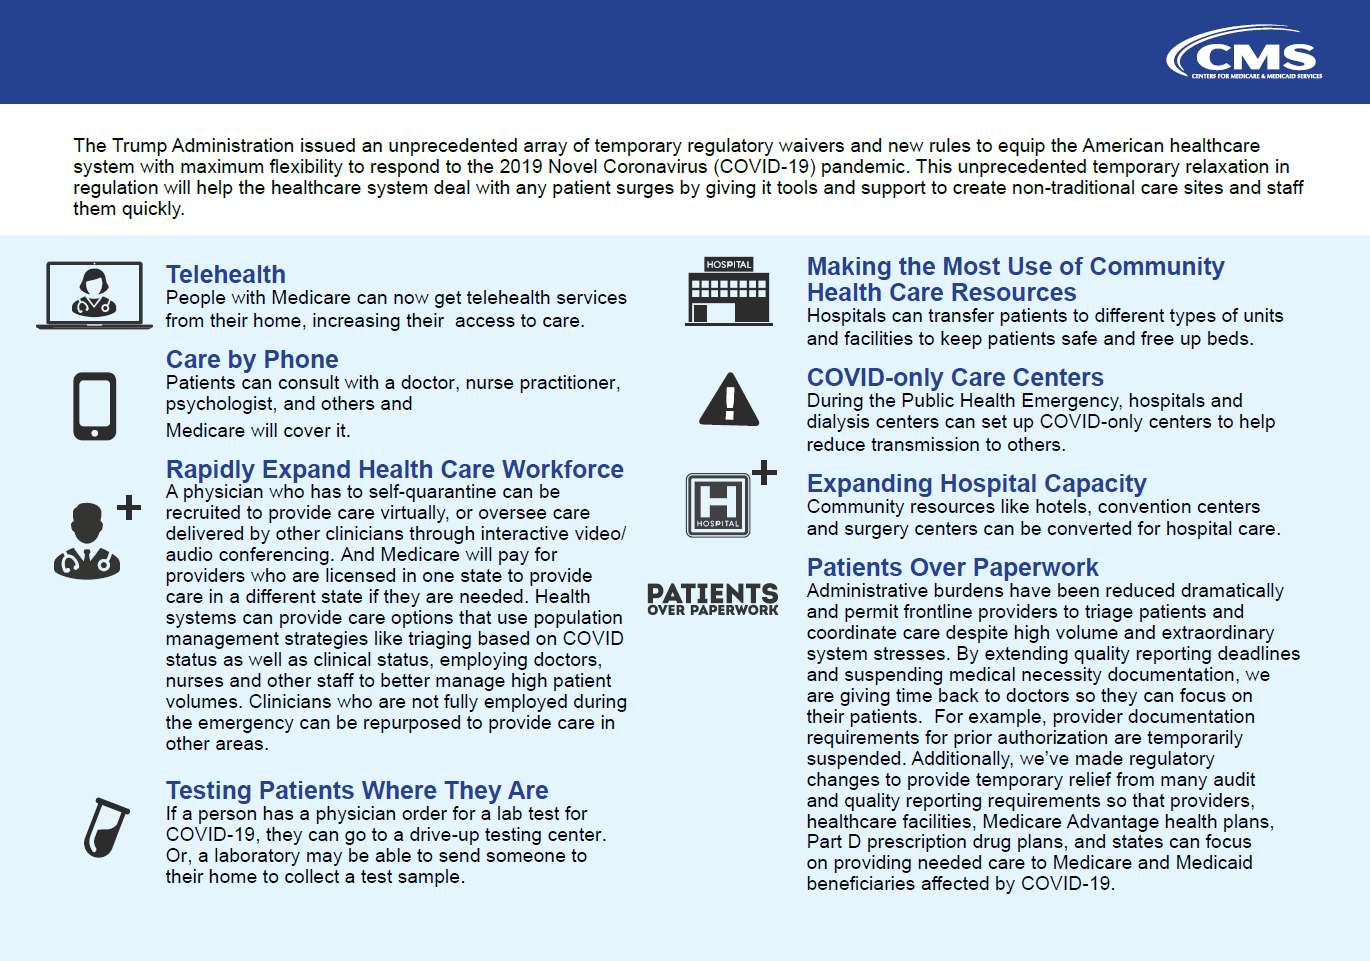 CMS
CENTERS FOR MEDICARE & MEDICAID SERVICES
The Trump Administration issued an unprecedented array of temporary regulatory waivers and new rules to equip the American healthcare
system with maximum flexibility to respond to the 2019 Novel Coronavirus (COVID-19) pandemic. This unprecedented temporary relaxation in
regulation will help the healthcare system deal with any patient surges by giving it tools and support to create non-traditional care sites and staff
them quickly.
Telehealth
People with Medicare can now get telehealth services
from their home, increasing their  access to care.
Care by Phone
Patients can consult with a doctor, nurse practitioner,
psychologist, and others and
Medicare will cover it.
Rapidly Expand Health Care Workforce
A physician who has to self-quarantine can be
recruited to provide care virtually, or oversee care
delivered by other clinicians through interactive video/
audio conferencing. And Medicare will pay for
providers who are licensed in one state to provide
care in a different state if they are needed. Health
systems can provide care options that use population
management strategies like triaging based on COVID
status as well as clinical status, employing doctors,
nurses and other staff to better manage high patient
volumes. Clinicians who are not fully employed during
the emergency can be repurposed to provide care in
other areas.
Testing Patients Where They Are
If a person has a physician order for a lab test for
COVID-19, they can go to a drive-up testing center.
Or, a laboratory may be able to send someone to
their home to collect a test sample.
HOSPITAL
Making the Most Use of Community
Health Care Resources
Hospitals can transfer patients to different types of units
and facilities to keep patients safe and free up beds.
COVID-only Care Centers
During the Public Health Emergency, hospitals and
dialysis centers can set up COVID-only centers to help
reduce transmission to others.
H
HOSPITAL
Expanding Hospital Capacity
Community resources like hotels, convention centers
and surgery centers can be converted for hospital care.
PATIENTS
OVER PAPERWORK
Patients Over Paperwork
Administrative burdens have been reduced dramatically
and permit frontline providers to triage patients and
coordinate care despite high volume and extraordinary
system stresses. By extending quality reporting deadlines
and suspending medical necessity documentation, we
are giving time back to doctors so they can focus on
their patients.  For example, provider documentation
requirements for prior authorization are temporarily
suspended. Additionally, we've made regulatory
changes to provide temporary relief from many audit
and quality reporting requirements so that providers,
healthcare facilities, Medicare Advantage health plans,
Part D prescription drug plans, and states can focus
on providing needed care to Medicare and Medicaid
beneficiaries affected by COVID-19.